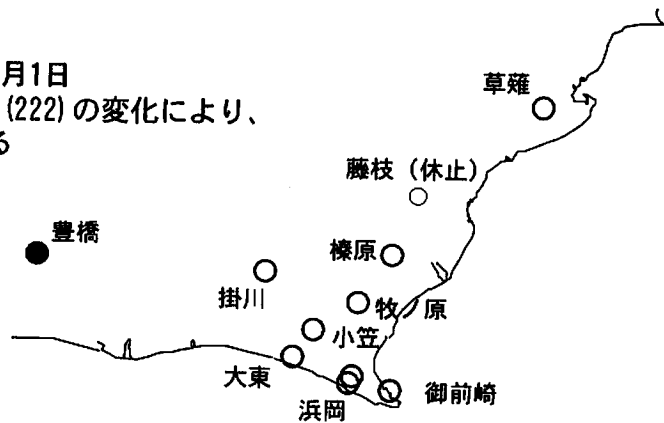 月1日
(222)の変化により、
る
草薙
藤枝（休止）
豊橋
榛原
掛川
牧ノ原
小笠
大東
浜岡
御前崎